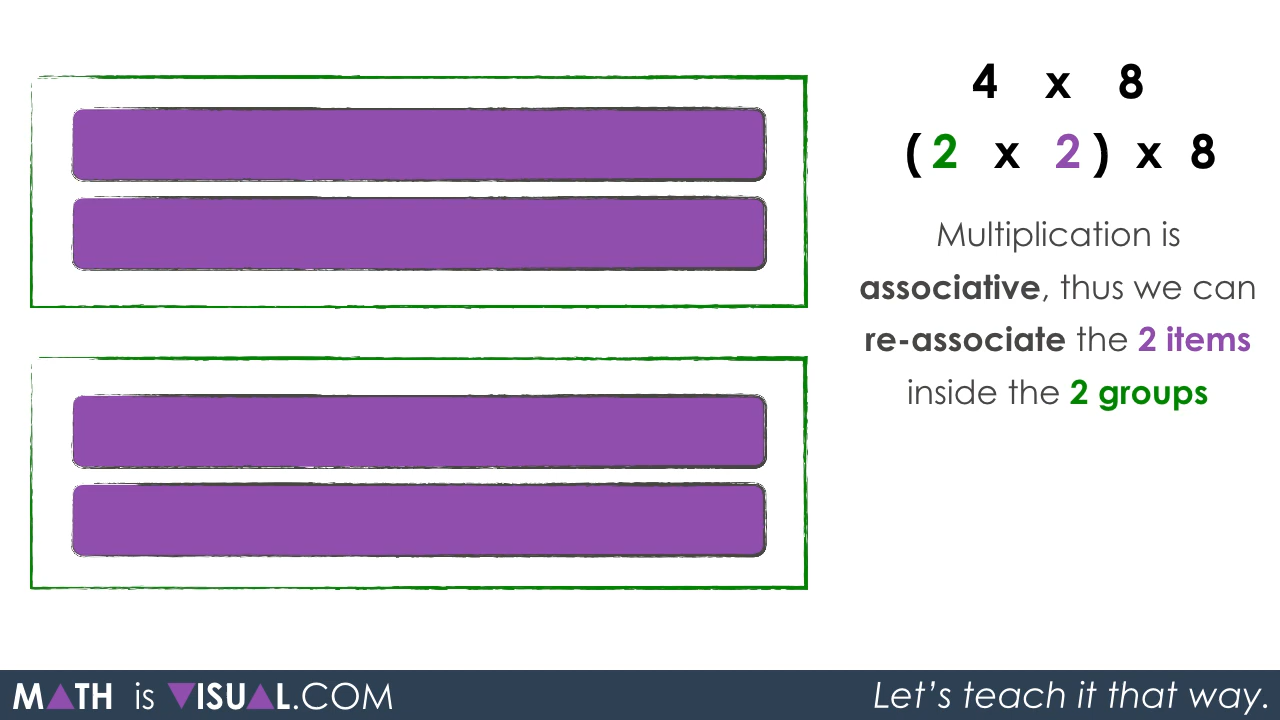 4 x 8
(2 x 2) x 8
Multiplication is
associative, thus we can
re-associate the 2 items
inside the 2 groups
MATH is VISUAL.COM
Let's teach it that way.